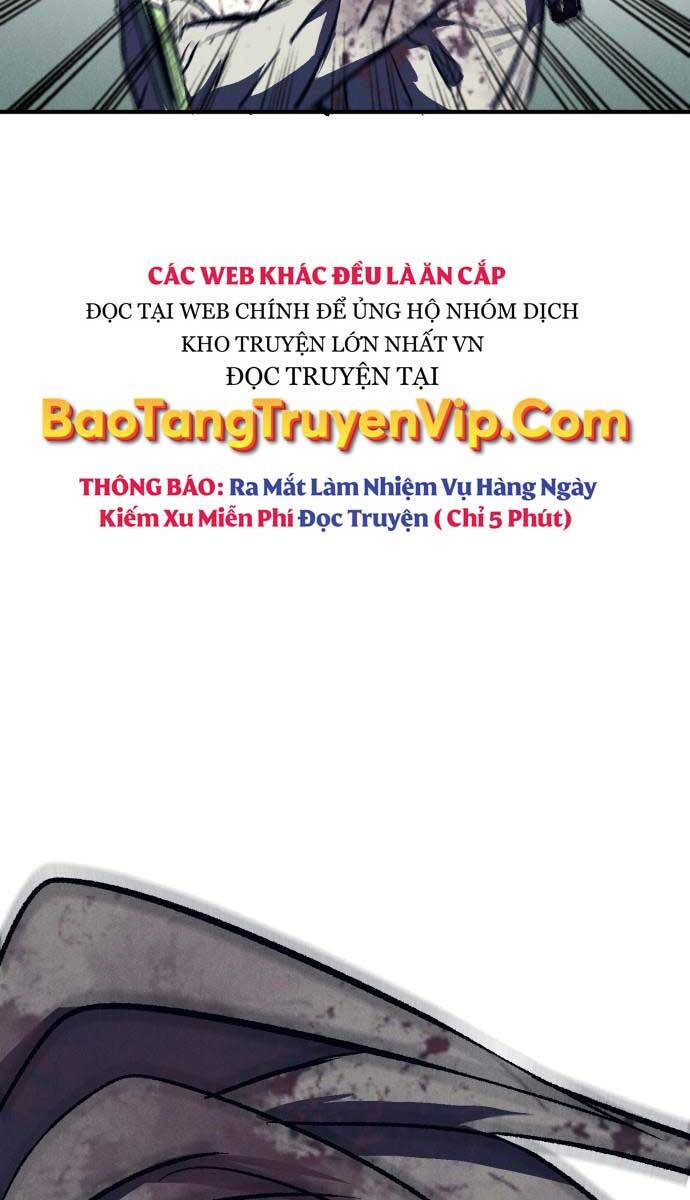 CÁC WEB KHÁC ĐỀU LÀ ĂN CẮP
ĐỌC TẠI WEB CHÍNH ĐỂ ỦNG HỘ NHÓM DỊCH
KHO TRUYỆN LỚN NHẤT VN
ĐỌC TRUYỆN TẠI
BaoTangTruyenVip.Com
THÔNG BÁO: Ra Mắt Làm Nhiệm Vụ Hàng Ngày
Kiếm Xu Miễn Phí Đọc Truyện ( Chỉ 5 Phút)